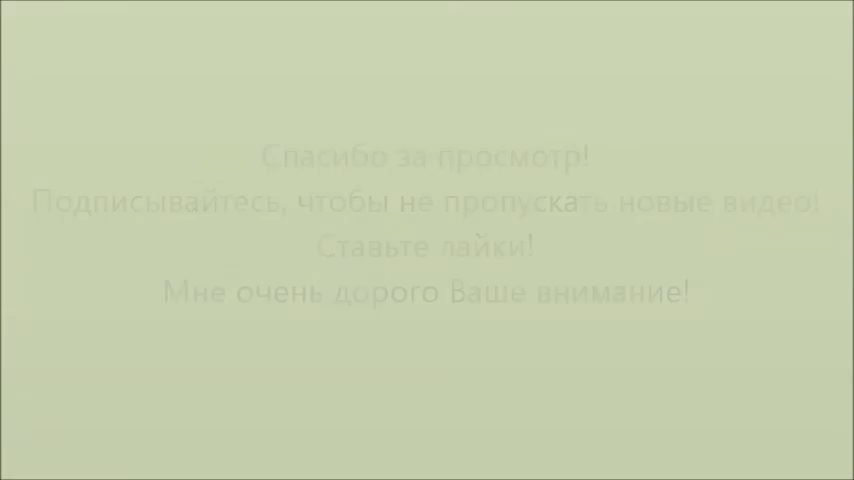 Спасибо за просмотр!
Подписывайтесь, чтобы не пропускать новые видео!
Ставьте лайки!
Мне очень дорого Ваше внимание!